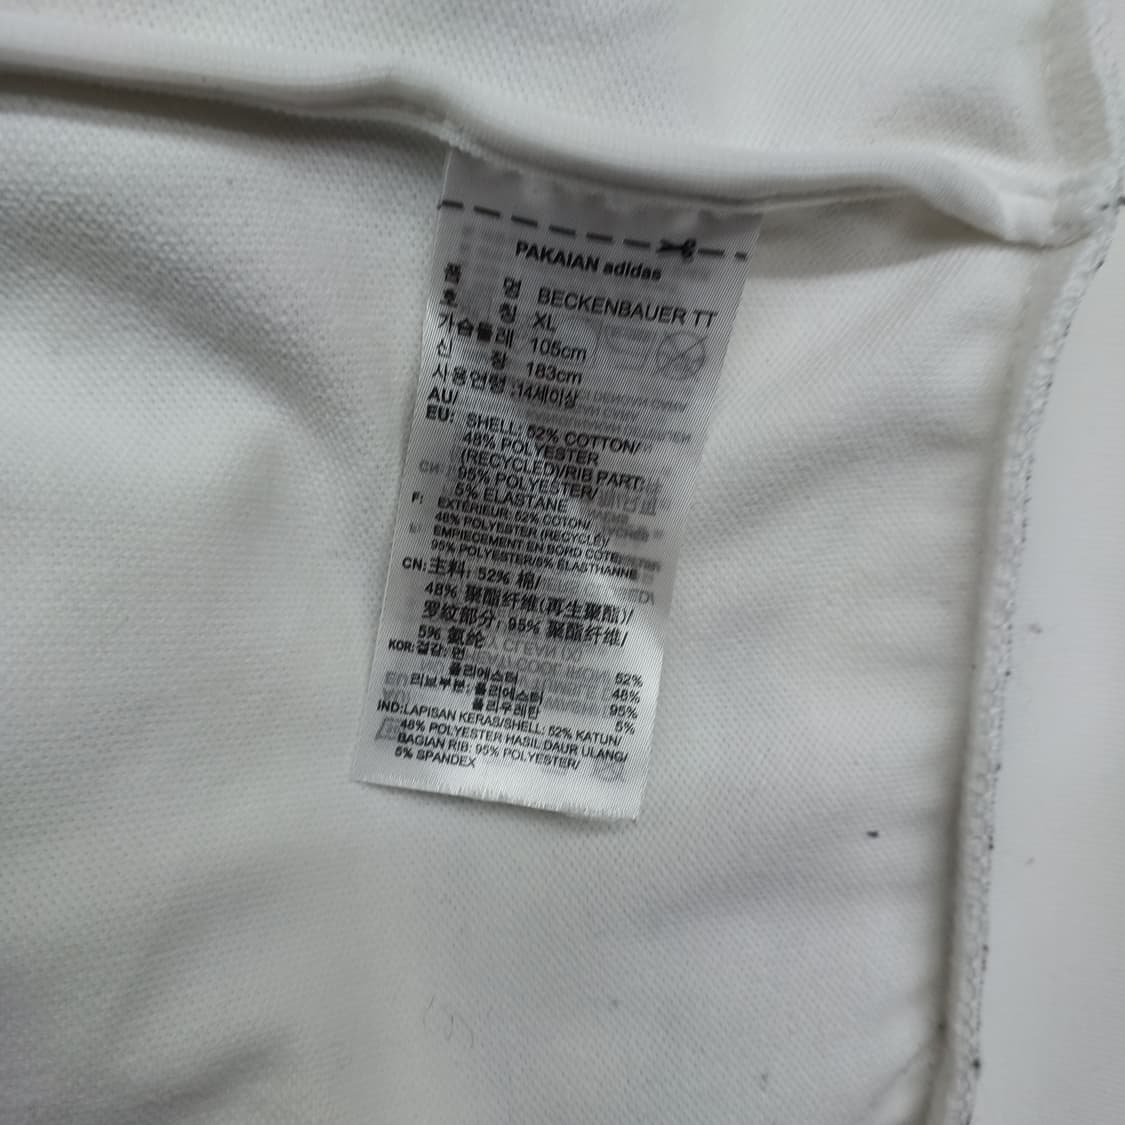 PAKAIAN adidas
품 명 BECKENBAUER TT
호 칭 XL
가슴둘레 105cm
신 장 183cm
사용연령 :14세이상
AU/
EU: SHELL: 52% COTTON/
48% POLYESTER
(RECYCLED)/RIB PART:
95% POLYESTER/
5% ELASTANE
F: EXTÉRIEUR: 52% COTON/
48% POLYESTER (RECYCLÉ)/
EMPIECEMENT EN BORD CÔTE:
95% POLYESTER/5% ÉLASTHANNE
CN: 主料: 52% 棉/
48% 聚酯纤维(再生聚酯)/
罗纹部分: 95% 聚酯纤维/
5% 氨纶
KOR: 겉감: 면 52%
폴리에스터 48%
리브부분: 폴리에스터 95%
폴리우레탄 5%
IND:LAPISAN KERAS/SHELL: 52% KATUN/
48% POLYESTER HASIL DAUR ULANG/
BAGIAN RIB: 95% POLYESTER/
5% SPANDEX